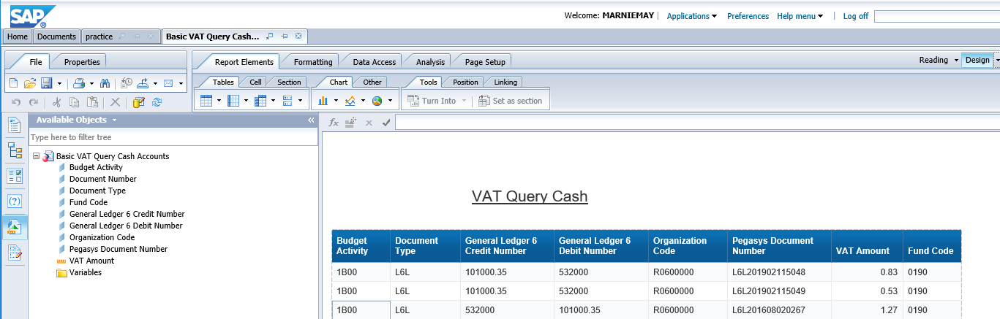 SAP ®
Welcome: MARNIEMAY | Applications Preferences Help menu | Log off
Home Documents practice Basic VAT Query Cash...
File Properties Report Elements Formatting Data Access Analysis Page Setup Reading Design
Tables Cell Section Chart Other Tools Position Linking
Turn Into Set as section
Available Objects «
fx
Type here to filter tree
Basic VAT Query Cash Accounts
Budget Activity
Document Number
Document Type
Fund Code
General Ledger 6 Credit Number
General Ledger 6 Debit Number
Organization Code
Pegasys Document Number
VAT Amount
Variables
VAT Query Cash
Budget Activity Document Type General Ledger 6 Credit Number General Ledger 6 Debit Number Organization Code Pegasys Document Number VAT Amount Fund Code
1B00 L6L 101000.35 532000 R0600000 L6L201902115048 0.83 0190
1B00 L6L 101000.35 532000 R0600000 L6L201902115049 0.53 0190
1B00 L6L 532000 101000.35 R0600000 L6L201608020267 1.27 0190